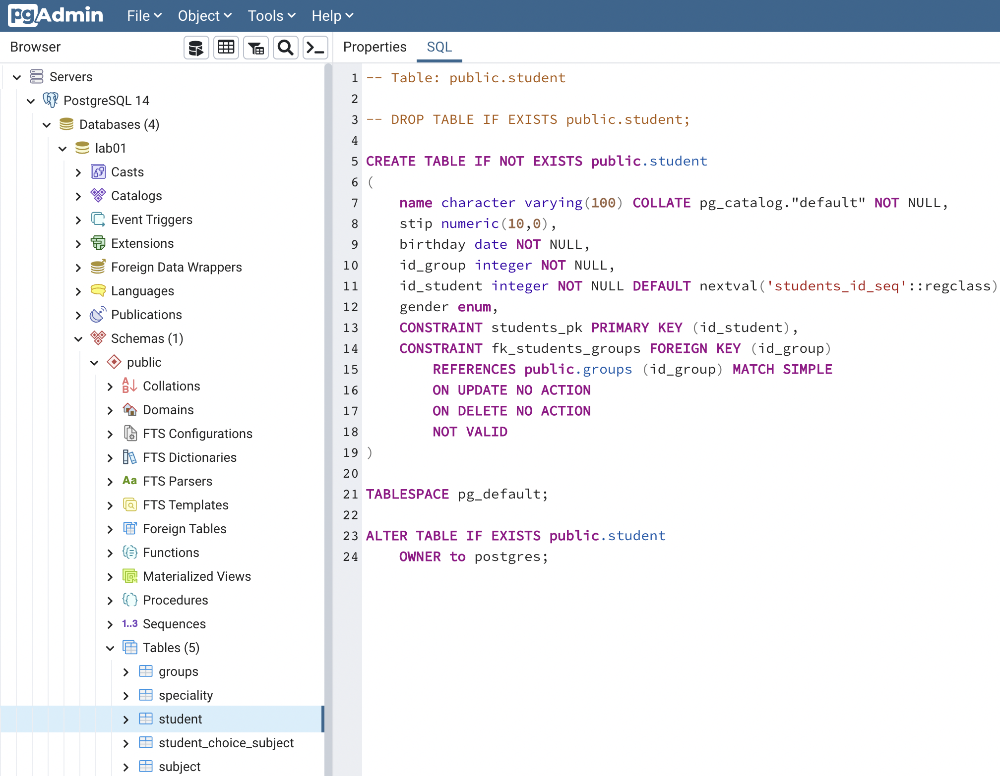 pgAdmin File Object Tools Help
Browser
Servers
PostgreSQL 14
Databases (4)
lab01
Casts
Catalogs
Event Triggers
Extensions
Foreign Data Wrappers
Languages
Publications
Schemas (1)
public
Collations
Domains
FTS Configurations
FTS Dictionaries
Aa FTS Parsers
FTS Templates
Foreign Tables
Functions
Materialized Views
Procedures
1..3 Sequences
Tables (5)
groups
speciality
student
student_choice_subject
subject
Properties SQL
1 -- Table: public.student
2
3 -- DROP TABLE IF EXISTS public.student;
4
5 CREATE TABLE IF NOT EXISTS public.student
6 (
7 name character varying(100) COLLATE pg_catalog."default" NOT NULL,
8 stip numeric(10,0),
9 birthday date NOT NULL,
10 id_group integer NOT NULL,
11 id_student integer NOT NULL DEFAULT nextval('students_id_seq'::regclass)
12 gender enum,
13 CONSTRAINT students_pk PRIMARY KEY (id_student),
14 CONSTRAINT fk_students_groups FOREIGN KEY (id_group)
15 REFERENCES public.groups (id_group) MATCH SIMPLE
16 ON UPDATE NO ACTION
17 ON DELETE NO ACTION
18 NOT VALID
19 )
20
21 TABLESPACE pg_default;
22
23 ALTER TABLE IF EXISTS public.student
24 OWNER to postgres;